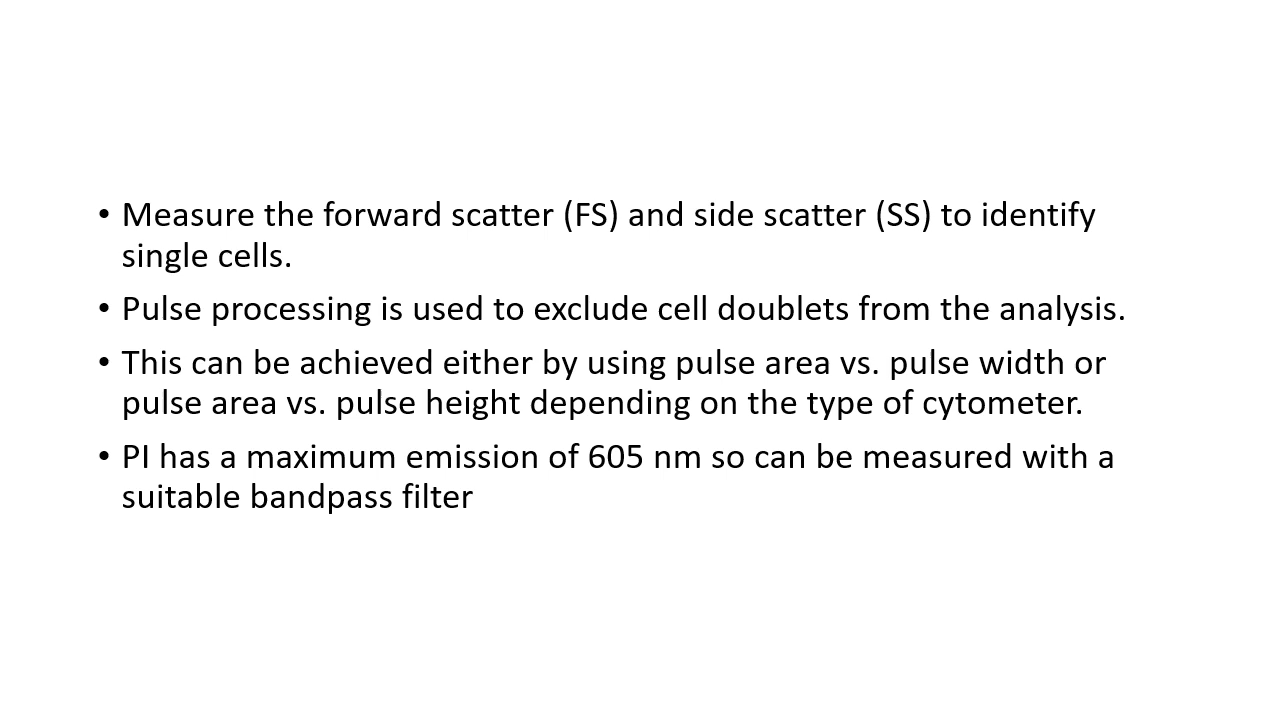 • Measure the forward scatter (FS) and side scatter (SS) to identify
single cells.
• Pulse processing is used to exclude cell doublets from the analysis.
• This can be achieved either by using pulse area vs. pulse width or
pulse area vs. pulse height depending on the type of cytometer.
• PI has a maximum emission of 605 nm so can be measured with a
suitable bandpass filter